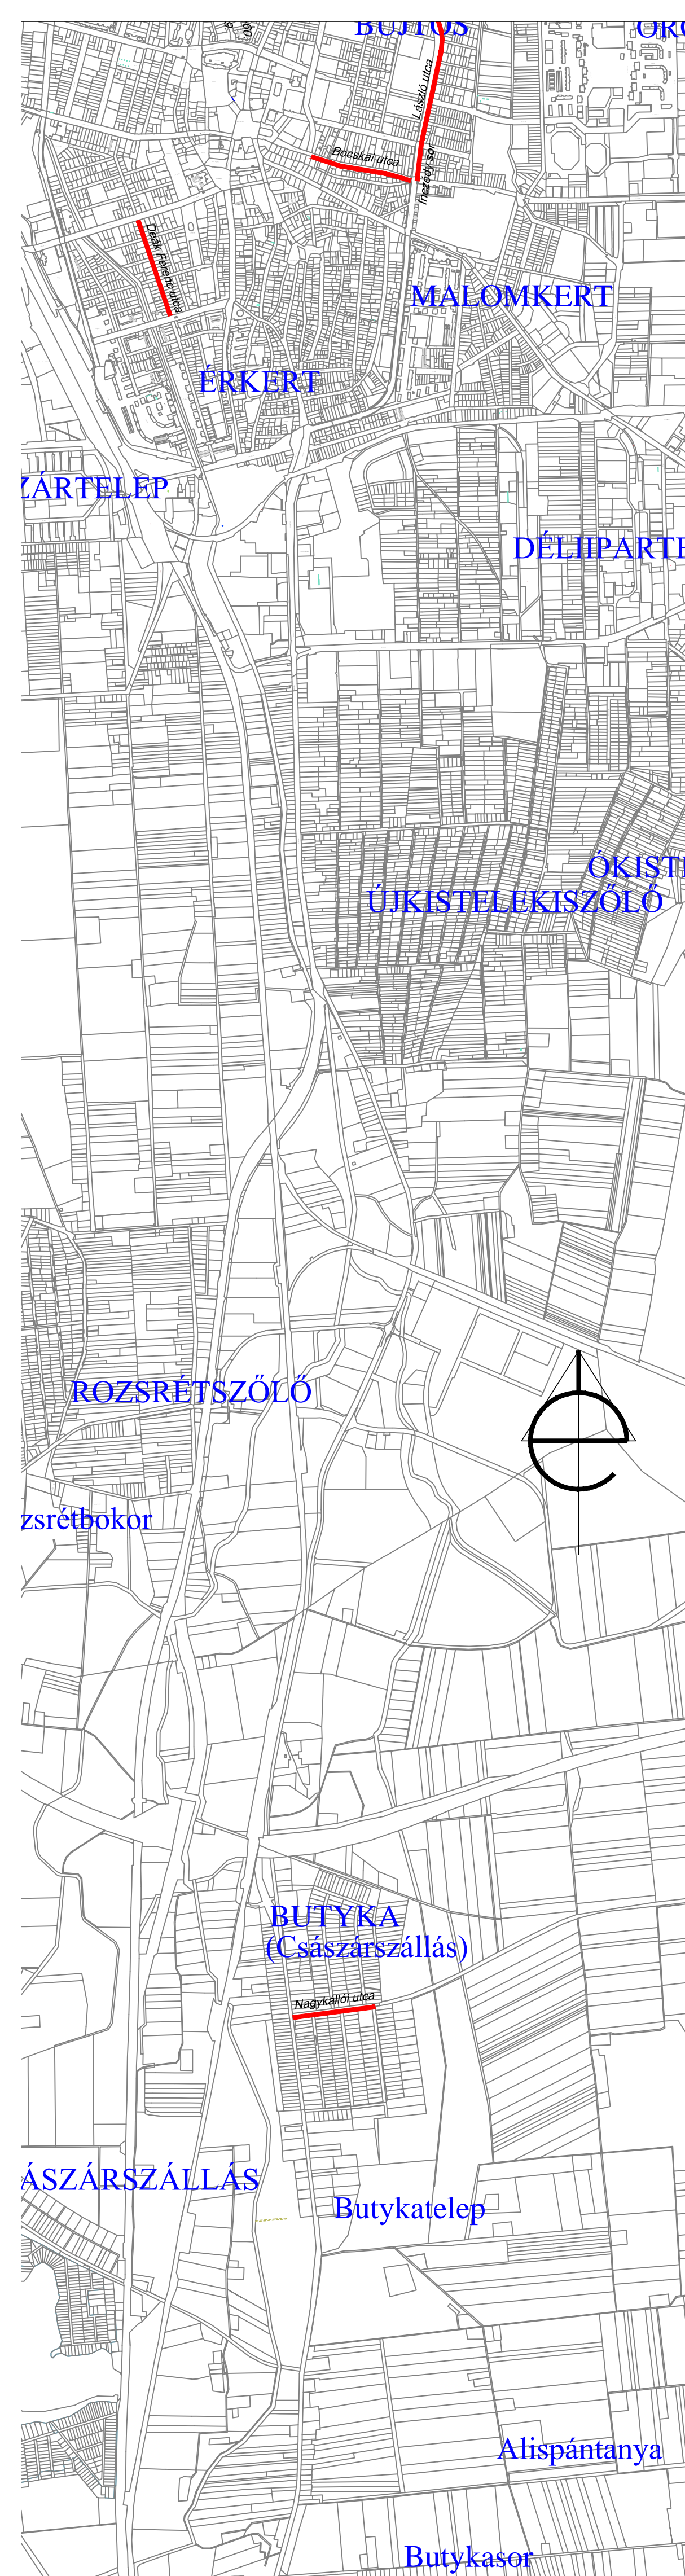 BUJTOS
László utca
Bocskai utca
Inczédy sor
Deák Ferenc utca
MALOMKERT
ÉRKERT
ZÁRTELEP
DÉLIIPARTE
ÓKISTE
ÚJKISTELEKISZŐLŐ
ROZSRÉTSZŐLŐ
zsrétbokor
BUTYKA
(Császárszállás)
Nagykállói utca
ÁSZÁRSZÁLLÁS
Butykatelep
Alispántanya
Butykasor